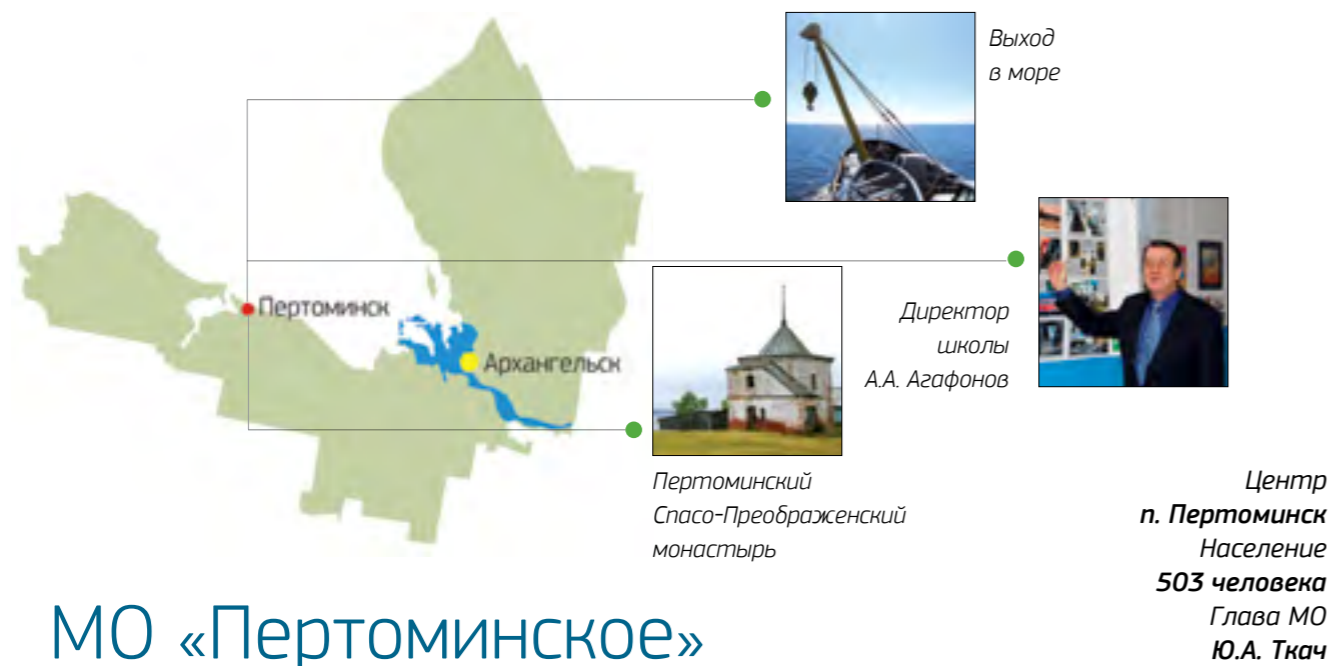 Выход
в море
Пертоминск
Архангельск
Директор
школы
А.А. Агафонов
Пертоминский
Спасо-Преображенский
монастырь
Центр
п. Пертоминск
Население
503 человека
Глава МО
Ю.А. Ткач
МО «Пертоминское»